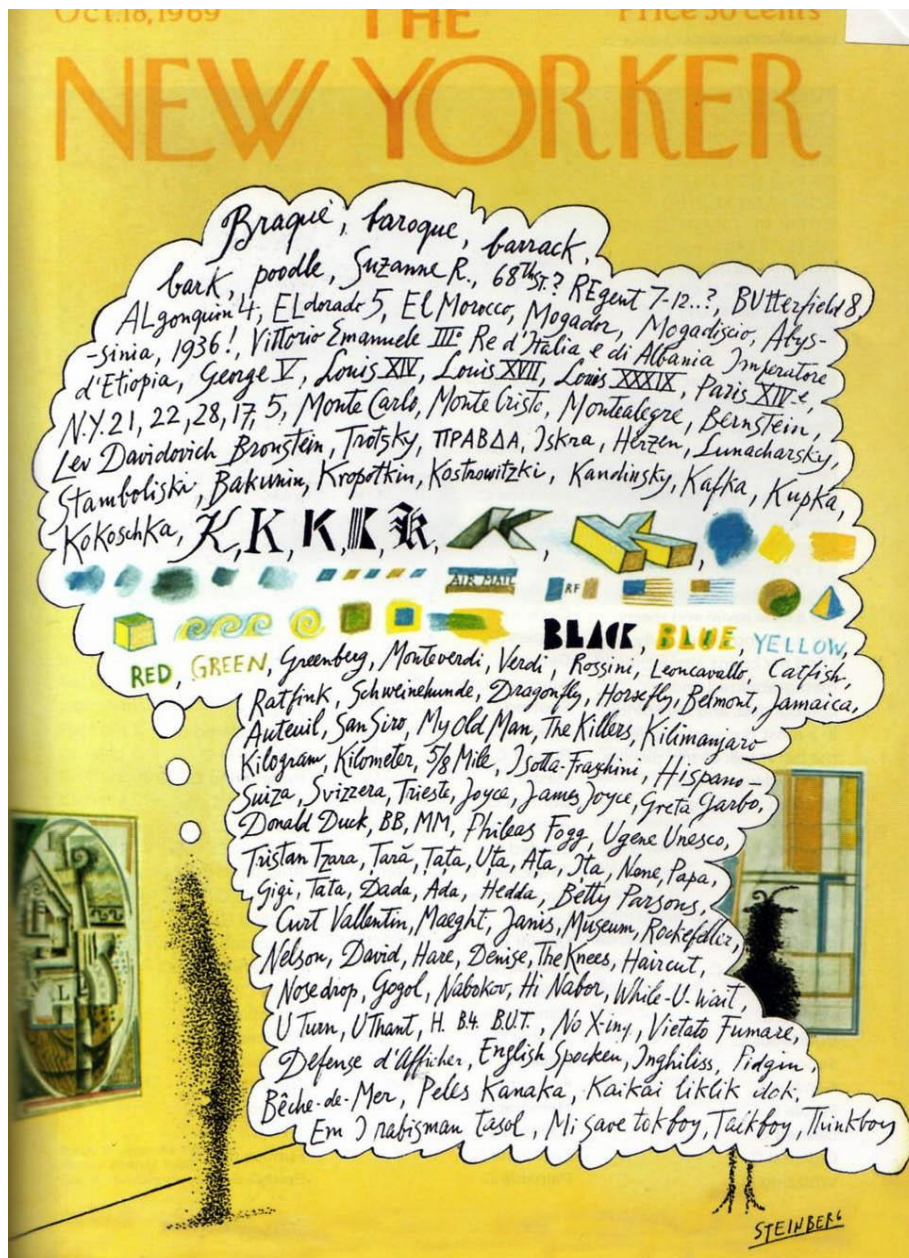 Oct.18,1969
Price 50 cents
THE
NEW YORKER
Braque, baroque, barrack,
bark, poodle, Suzanne R., 68TH ST.? REgent 7-12...?, BUtterfield 8,
ALgonquin 4, ELdorado 5, El Morocco, Mogador, Mogadiscio, Abys-
-sinia, 1936!, Vittorio Emanuele III° Re d'Italia e di Albania Imperatore
d'Etiopia, George V, Louis XIV, Louis XVII, Louis XXXIX, Paris XIV.e,
N.Y. 21, 22, 28, 17, 5, Monte Carlo, Monte Cristo, Montealegre, Bernstein,
Lev Davidovich Bronstein, Trotsky, ПРАВДА, Iskra, Herzen, Lunacharsky,
Stamboliski, Bakunin, Kropotkin, Kostrowitzki, Kandinsky, Kafka, Kupka,
Kokoschka, K, K, K, K, K, K, K,
AIR MAIL
RF
BLACK, BLUE, YELLOW,
RED, GREEN, Greenberg, Monteverdi, Verdi, Rossini, Leoncavallo, Catfish,
Ratfink, Schweinehunde, Dragonfly, Horsefly, Belmont, Jamaica,
Auteuil, San Siro, My Old Man, The Killers, Kilimanjaro
Kilogram, Kilometer, 5/8 Mile, Isotta-Fraschini, Hispano-
Suiza, Svizzera, Trieste, Joyce, James Joyce, Greta Garbo,
Donald Duck, BB, MM, Phileas Fogg, Ugene Unesco,
Tristan Tzara, Tară, Tata, Uta, Ata, Ita, Nene, Papa,
Gigi, Tata, Dada, Ada, Hedda, Betty Parsons,
Curt Vallentin, Maeght, Janis, Museum, Rockefeller,
Nelson, David, Hare, Denise, The Knees, Haircut,
Nosedrop, Gogol, Nabokov, Hi Nabor, While-U-Wait,
U Turn, U Thant, H. B4. B.U.T., No X-ing, Vietato Fumare,
Défense d'Afficher, English Spocken, Inghiliss, Pidgin,
Bêche-de-Mer, Peles Kanaka, Kaikai liklik dok,
Em I rabisman tasol, Mi save tok boy, Talkboy, Thinkboy
STEINBERG